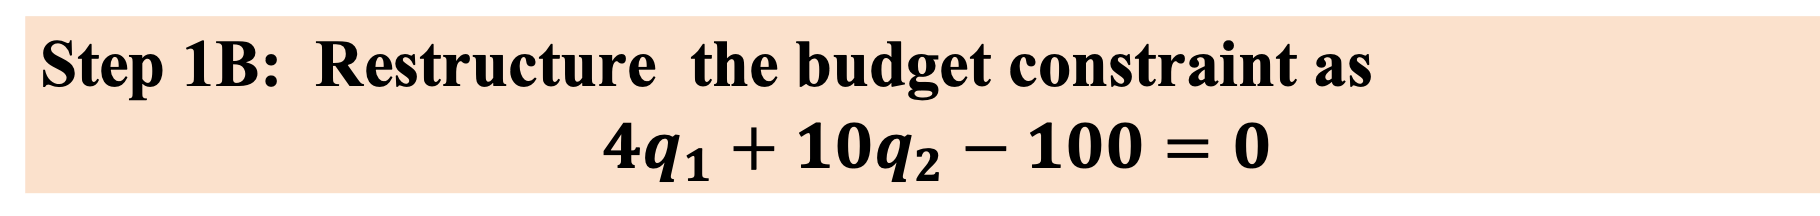 Step 1B: Restructure the budget constraint as
4q₁ + 10q₂ − 100 = 0